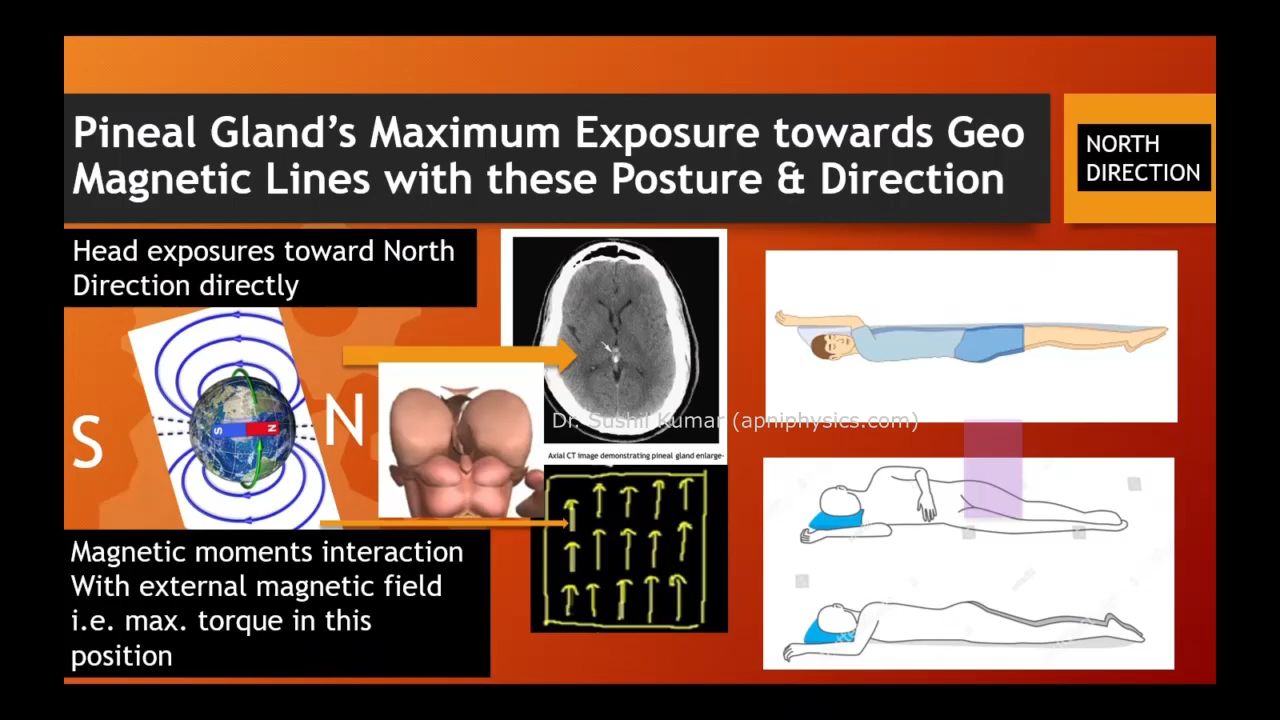 Pineal Gland's Maximum Exposure towards Geo
Magnetic Lines with these Posture & Direction
NORTH
DIRECTION
Head exposures toward North
Direction directly
S
N
S
N
Dr. Sushil Kumar (apniphysics.com)
Axial CT image demonstrating pineal gland enlarge-
Magnetic moments interaction
With external magnetic field
i.e. max. torque in this
position